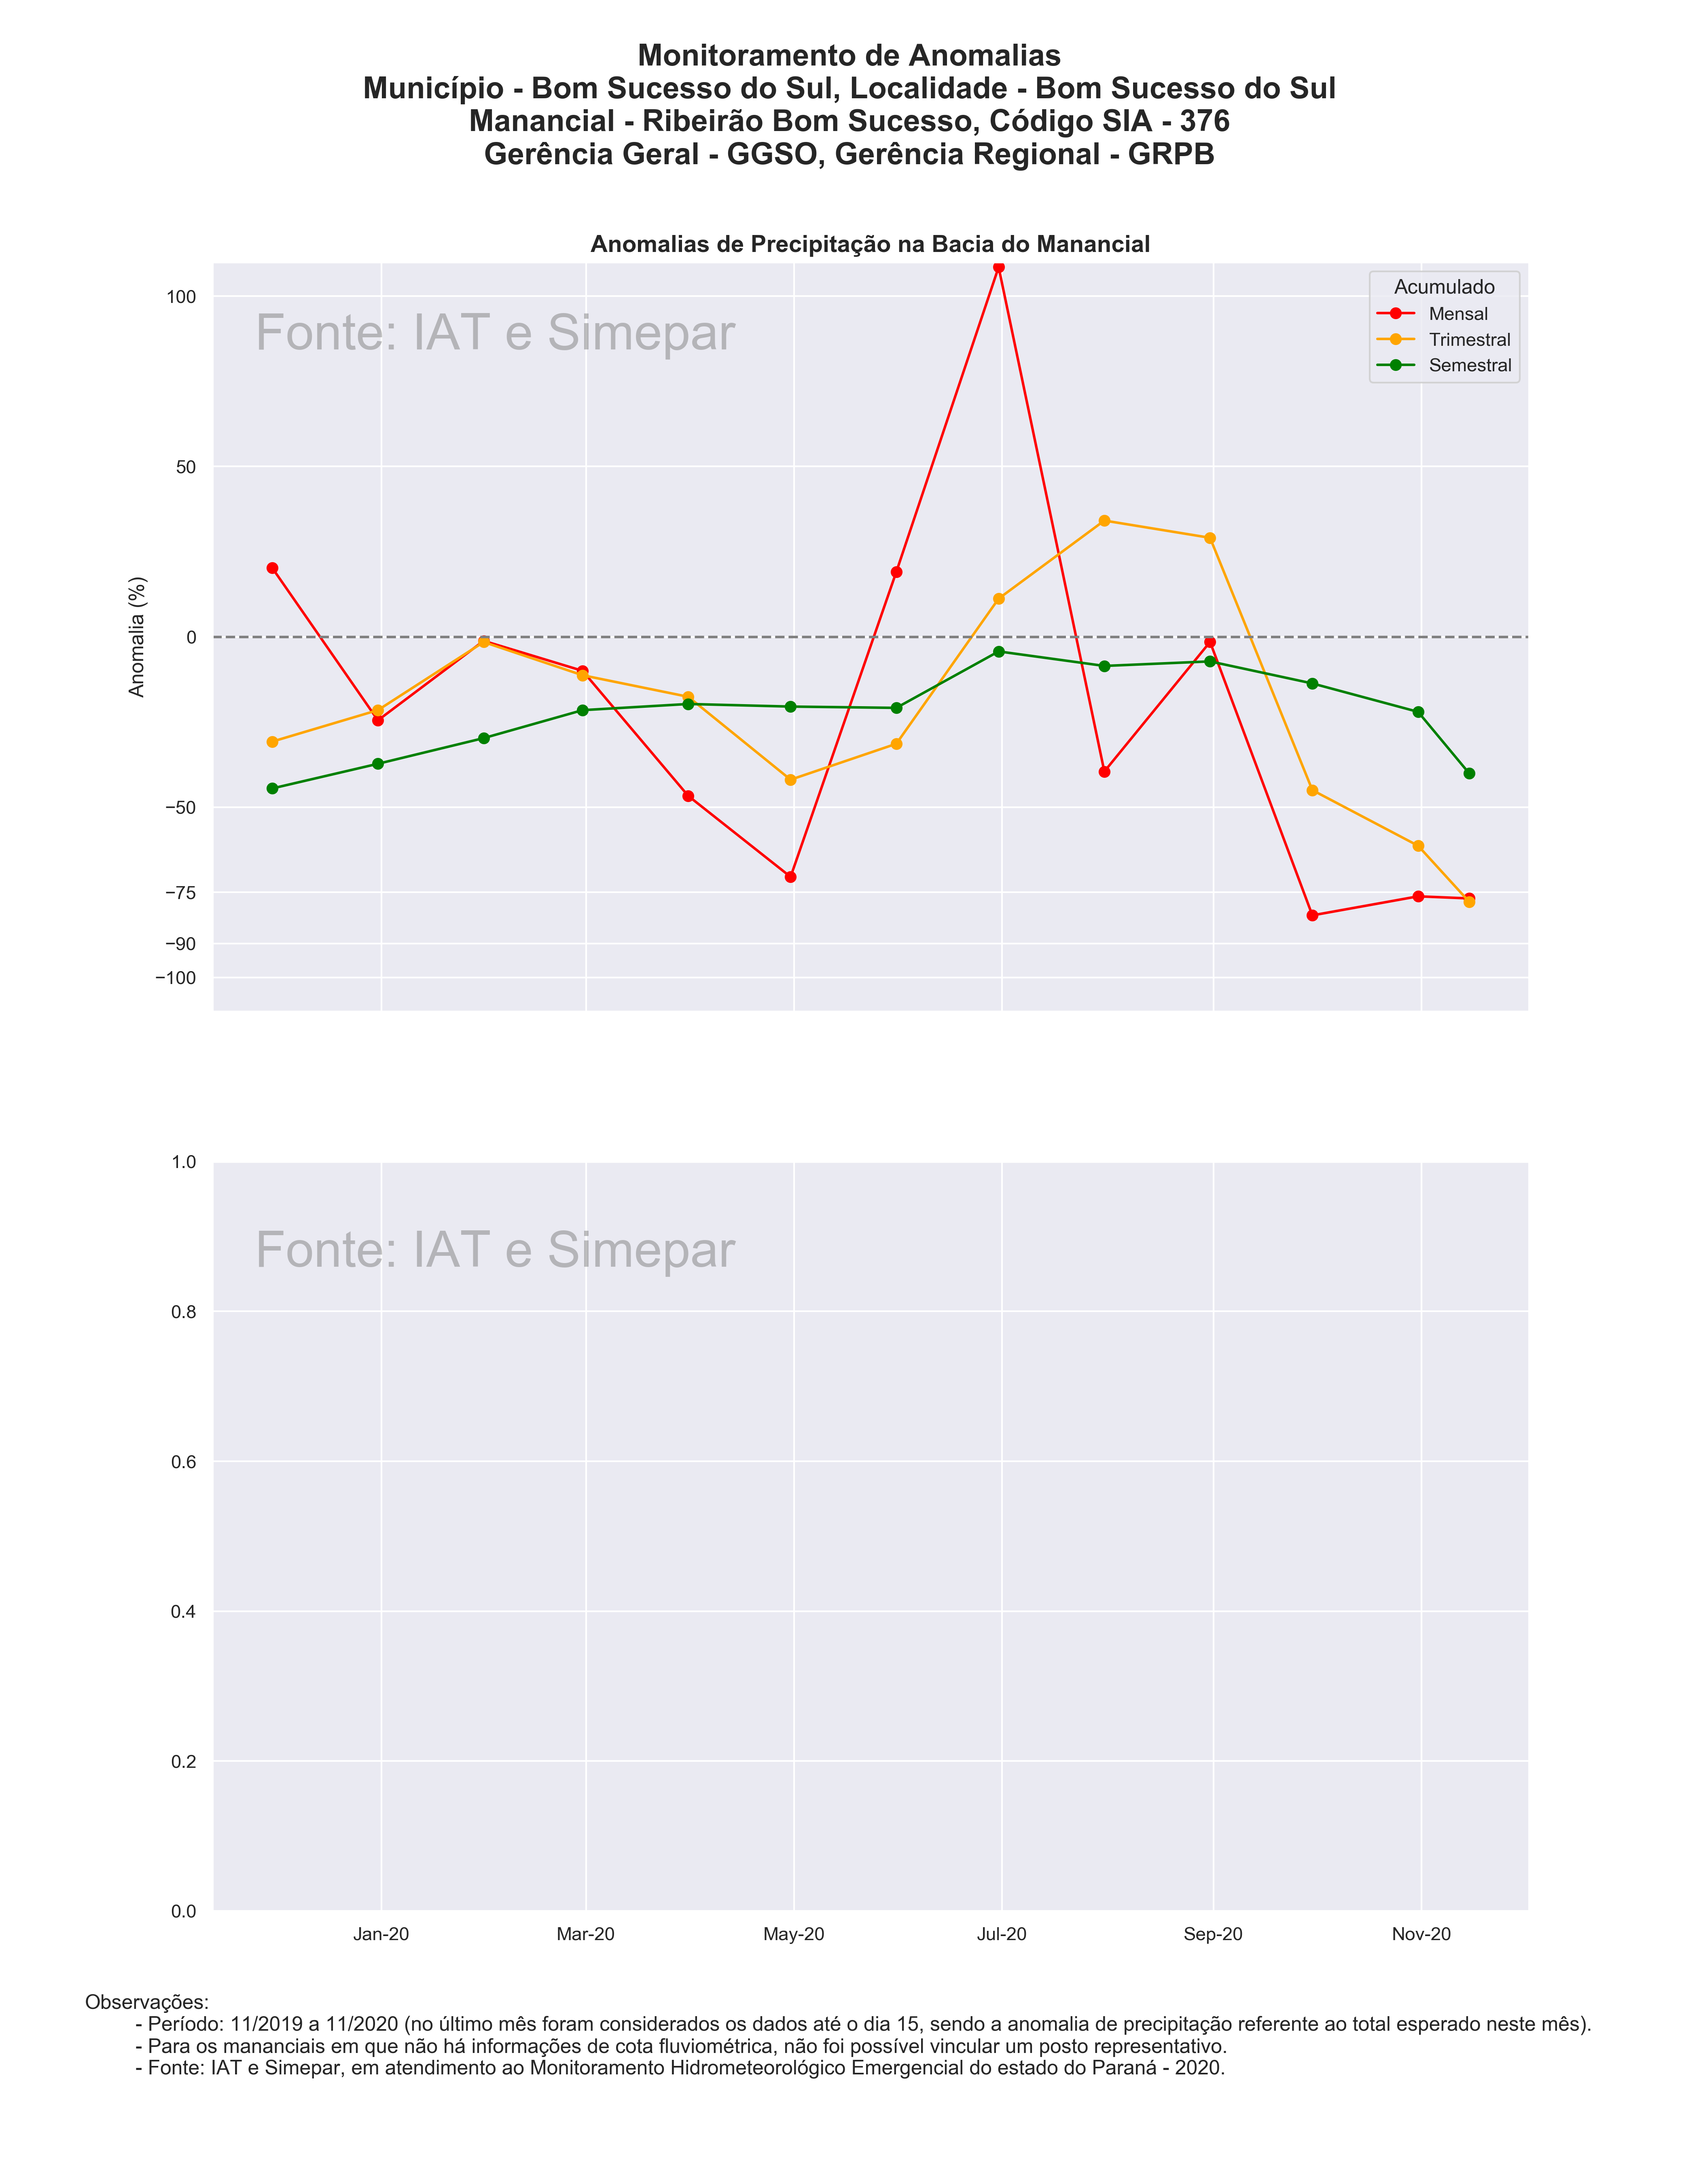 Monitoramento de Anomalias
Município - Bom Sucesso do Sul, Localidade - Bom Sucesso do Sul
Manancial - Ribeirão Bom Sucesso, Código SIA - 376
Gerência Geral - GGSO, Gerência Regional - GRPB
Anomalias de Precipitação na Bacia do Manancial
Fonte: IAT e Simepar
Acumulado
Mensal
Trimestral
Semestral
Anomalia (%)
100
50
0
−50
−75
−90
−100
Fonte: IAT e Simepar
1.0
0.8
0.6
0.4
0.2
0.0
Jan-20 Mar-20 May-20 Jul-20 Sep-20 Nov-20
Observações:
- Período: 11/2019 a 11/2020 (no último mês foram considerados os dados até o dia 15, sendo a anomalia de precipitação referente ao total esperado neste mês).
- Para os mananciais em que não há informações de cota fluviométrica, não foi possível vincular um posto representativo.
- Fonte: IAT e Simepar, em atendimento ao Monitoramento Hidrometeorológico Emergencial do estado do Paraná - 2020.